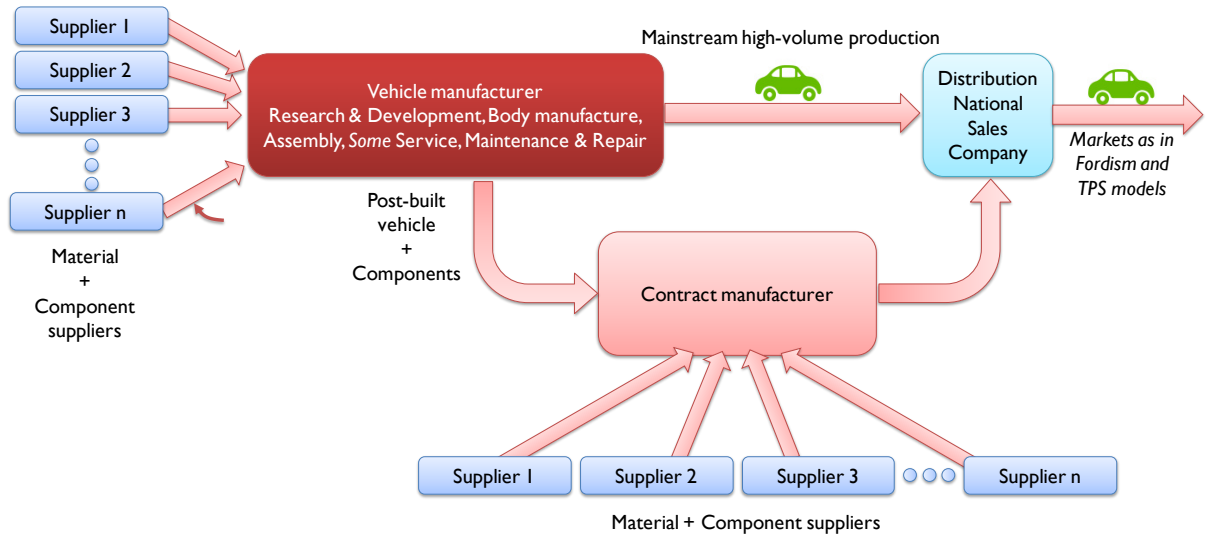 Supplier 1
Supplier 2
Supplier 3
Supplier n
Material
+
Component
suppliers
Vehicle manufacturer
Research & Development, Body manufacture,
Assembly, Some Service, Maintenance & Repair
Mainstream high-volume production
Distribution
National
Sales
Company
Markets as in
Fordism and
TPS models
Post-built
vehicle
+
Components
Contract manufacturer
Supplier 1
Supplier 2
Supplier 3
Supplier n
Material + Component suppliers